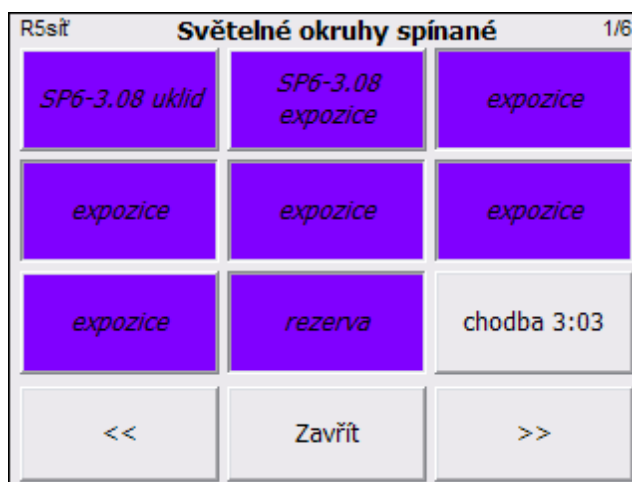 R5síť Světelné okruhy spínané 1/6
SP6-3.08 uklid
SP6-3.08
expozice
expozice
expozice
expozice
expozice
expozice
rezerva
chodba 3:03
<<
Zavřít
>>